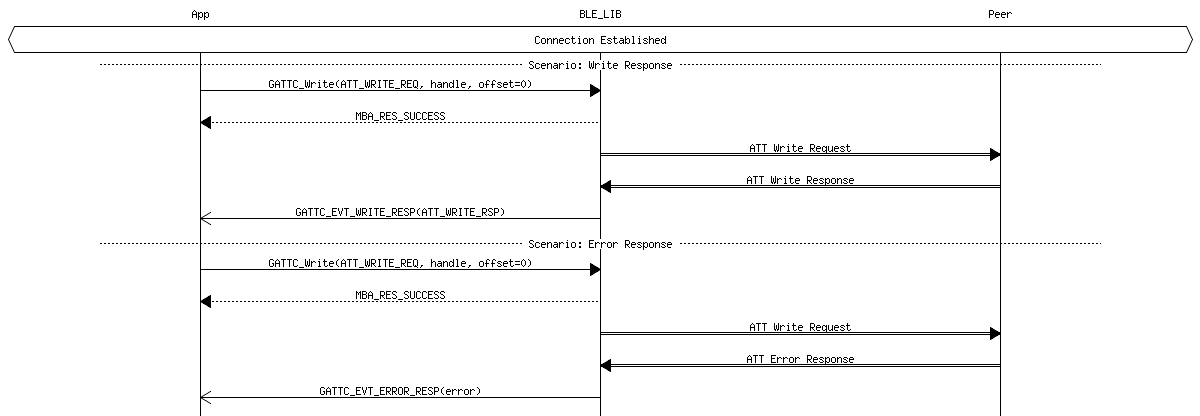 App BLE_LIB Peer
Connection Established
Scenario: Write Response
GATTC_Write(ATT_WRITE_REQ, handle, offset=0)
MBA_RES_SUCCESS
ATT Write Request
ATT Write Response
GATTC_EVT_WRITE_RESP(ATT_WRITE_RSP)
Scenario: Error Response
GATTC_Write(ATT_WRITE_REQ, handle, offset=0)
MBA_RES_SUCCESS
ATT Write Request
ATT Error Response
GATTC_EVT_ERROR_RESP(error)